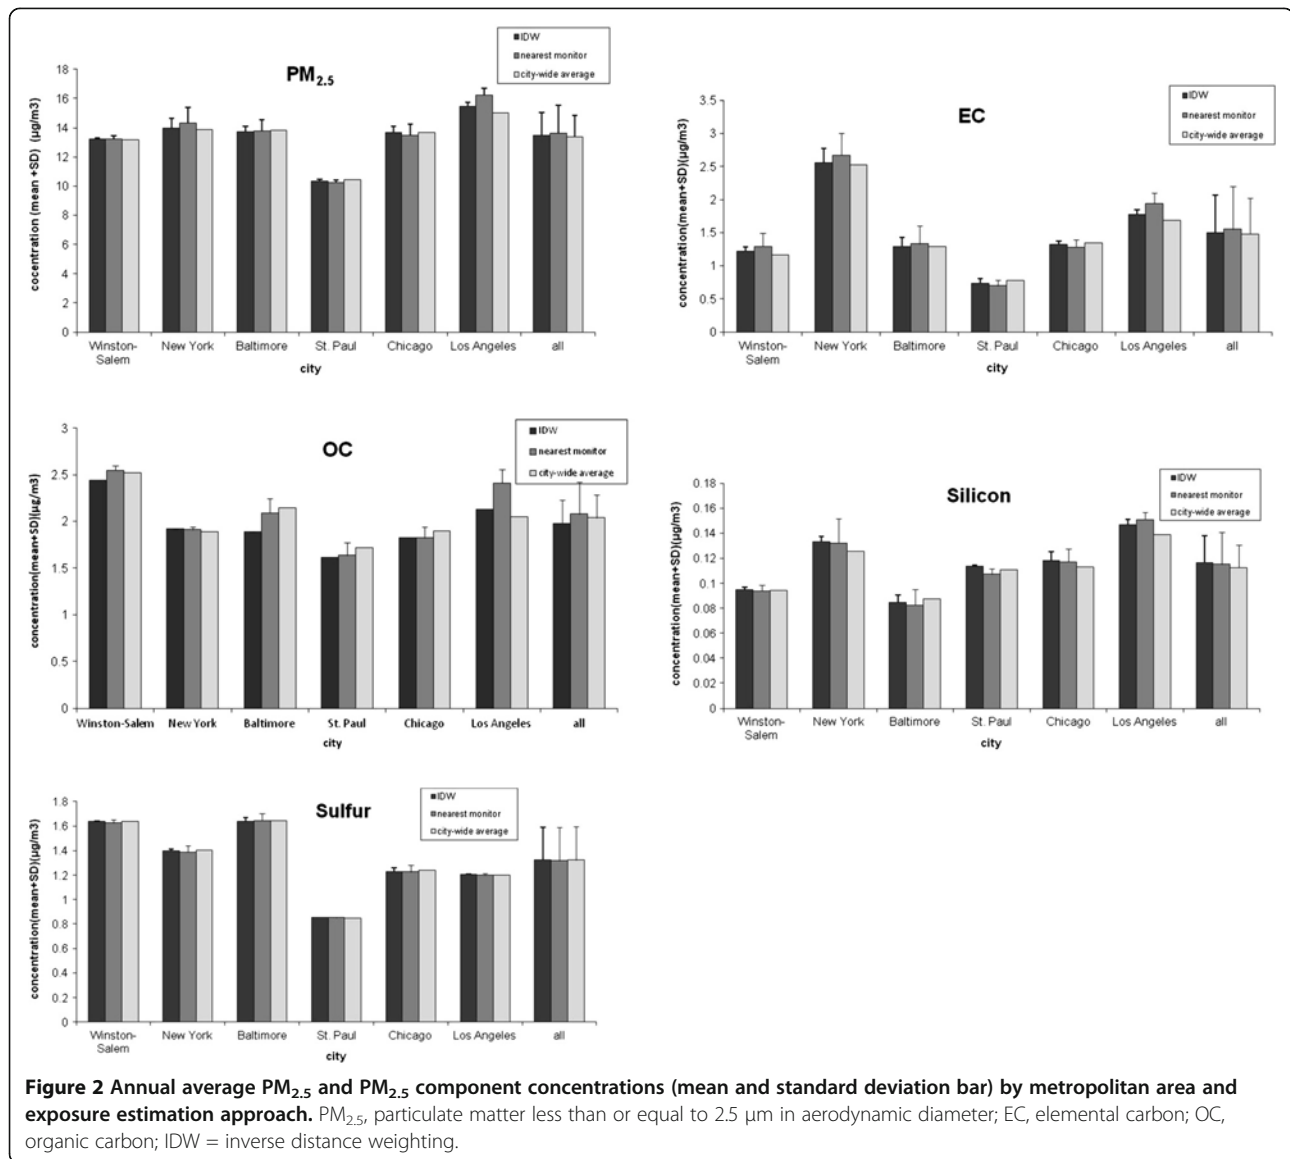 PM2.5
IDW
nearest monitor
city-wide average
cocentration (mean +SD) (µg/m3)
18
16
14
12
10
8
6
4
2
0
Winston-Salem New York Baltimore St. Paul Chicago Los Angeles all
city
EC
IDW
nearest monitor
city-wide average
concentration(mean+SD)(µg/m3)
3.5
3
2.5
2
1.5
1
0.5
0
Winston-Salem New York Baltimore St. Paul Chicago Los Angeles all
city
OC
IDW
nearest monitor
city-wide average
concentration(mean+SD)(µg/m3)
3
2.5
2
1.5
1
0.5
0
Winston-Salem New York Baltimore St. Paul Chicago Los Angeles all
city
Silicon
IDW
nearest monitor
city-wide average
concentration(mean+SD)(µg/m3)
0.18
0.16
0.14
0.12
0.1
0.08
0.06
0.04
0.02
0
Winston-Salem New York Baltimore St. Paul Chicago Los Angeles all
city
Sulfur
IDW
nearest monitor
city-wide average
concentration(mean+SD)(µg/m3)
1.8
1.6
1.4
1.2
1
0.8
0.6
0.4
0.2
0
Winston-Salem New York Baltimore St. Paul Chicago Los Angeles all
city
Figure 2 Annual average PM2.5 and PM2.5 component concentrations (mean and standard deviation bar) by metropolitan area and
exposure estimation approach. PM2.5, particulate matter less than or equal to 2.5 µm in aerodynamic diameter; EC, elemental carbon; OC,
organic carbon; IDW = inverse distance weighting.